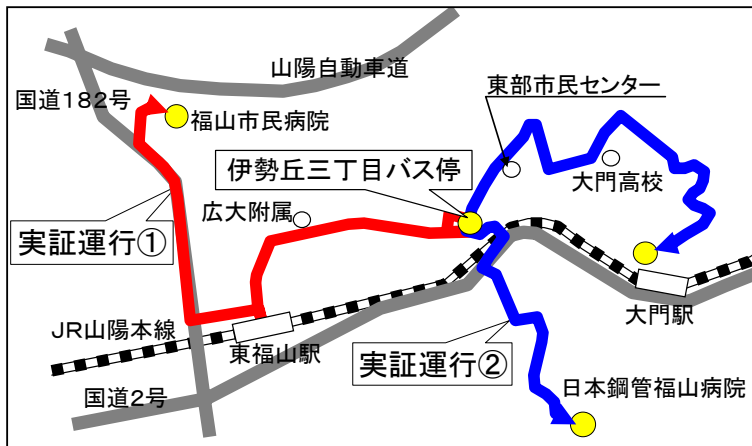 山陽自動車道
国道182号
東部市民センター
福山市民病院
伊勢丘三丁目バス停
大門高校
広大附属
実証運行①
JR山陽本線
東福山駅
大門駅
実証運行②
国道2号
日本鋼管福山病院